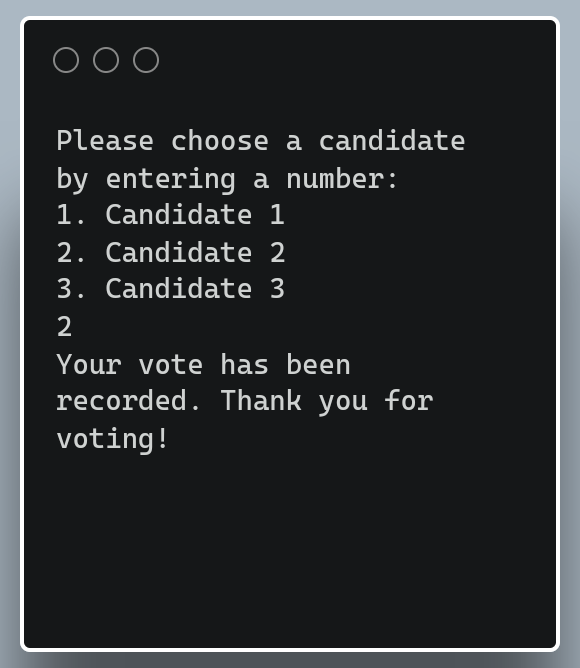 Please choose a candidate
by entering a number:
1. Candidate 1
2. Candidate 2
3. Candidate 3
2
Your vote has been
recorded. Thank you for
voting!